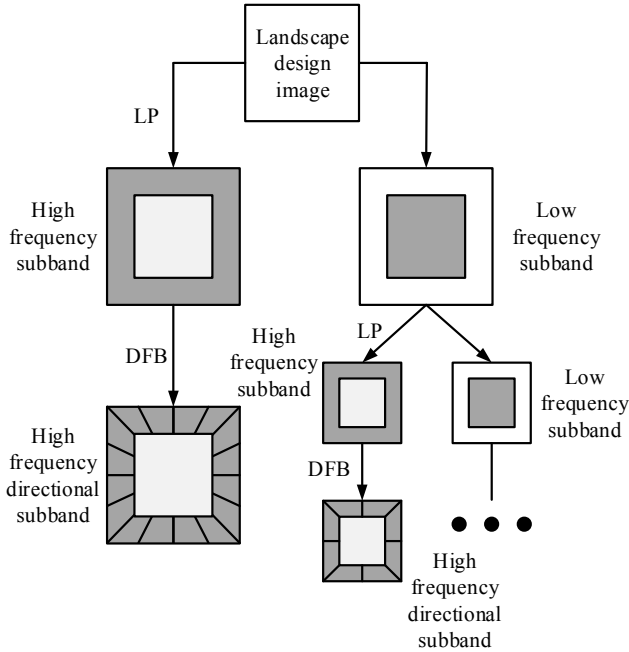 Landscape
design
image
LP
High
frequency
subband
Low
frequency
subband
LP
High
frequency
subband
DFB
Low
frequency
subband
High
frequency
directional
subband
DFB
High
frequency
directional
subband